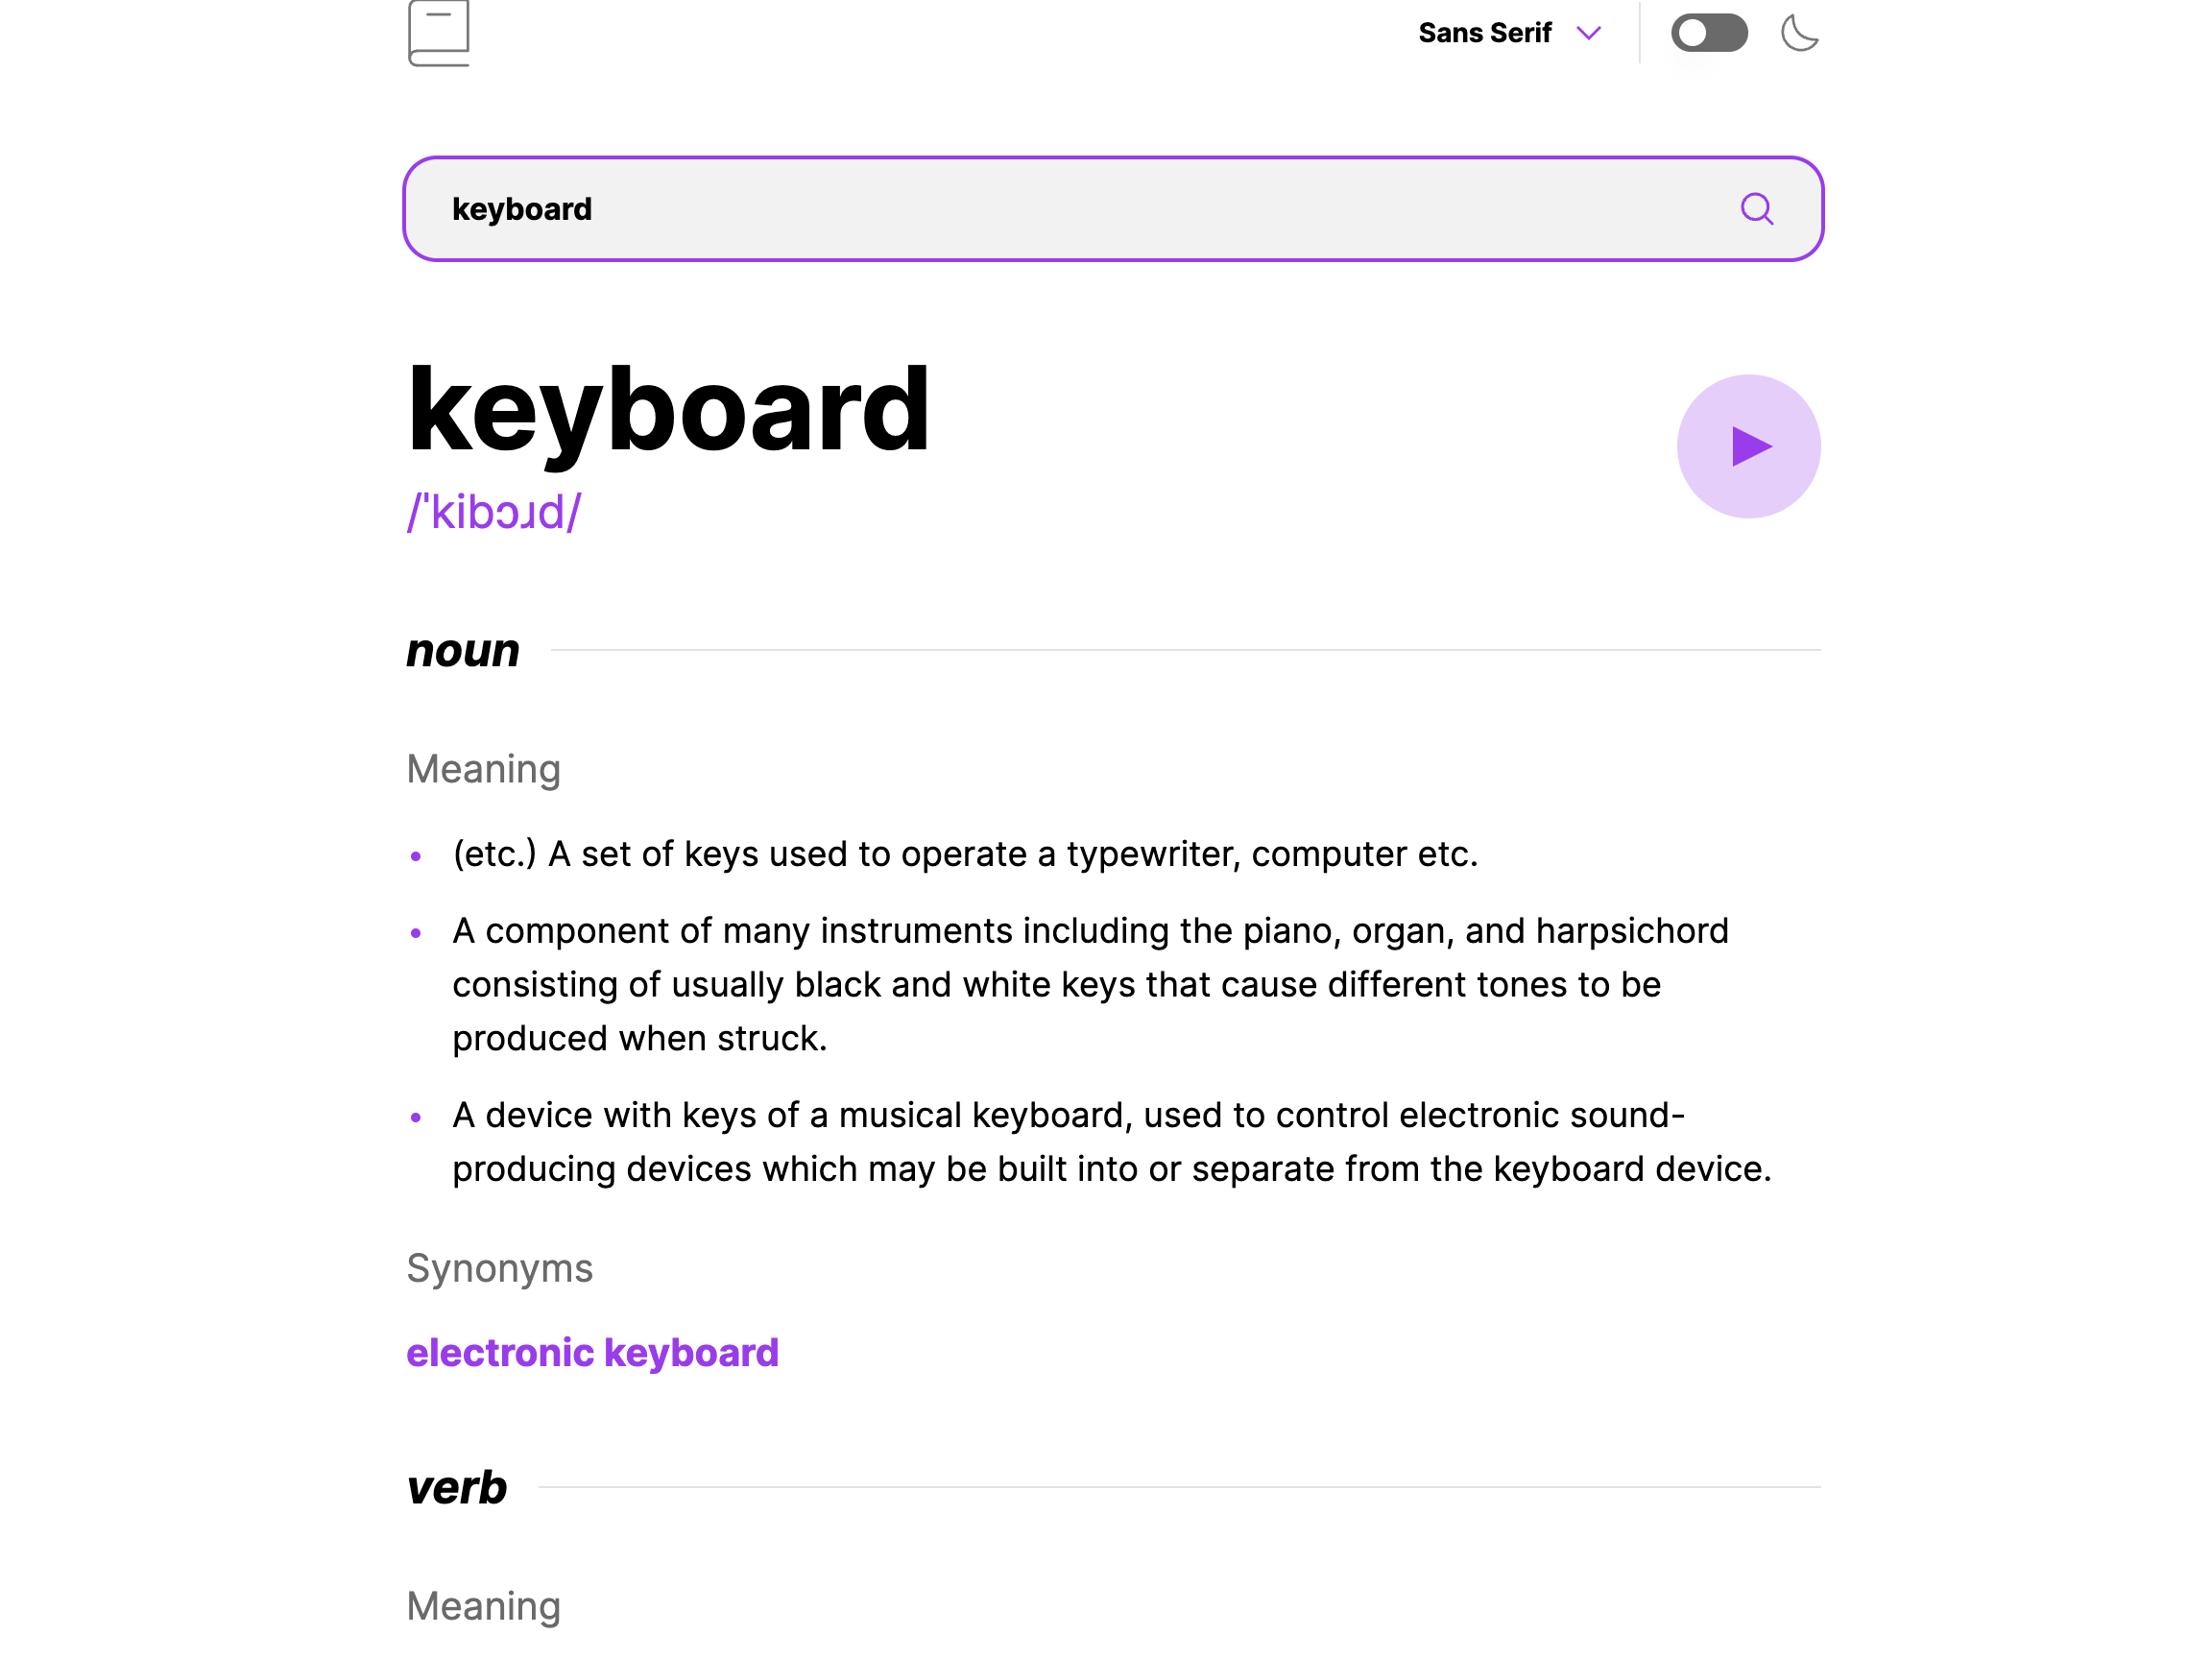 Sans Serif
keyboard
keyboard
/ˈkibɔɹd/
noun
Meaning
(etc.) A set of keys used to operate a typewriter, computer etc.
A component of many instruments including the piano, organ, and harpsichord
consisting of usually black and white keys that cause different tones to be
produced when struck.
A device with keys of a musical keyboard, used to control electronic sound-
producing devices which may be built into or separate from the keyboard device.
Synonyms
electronic keyboard
verb
Meaning